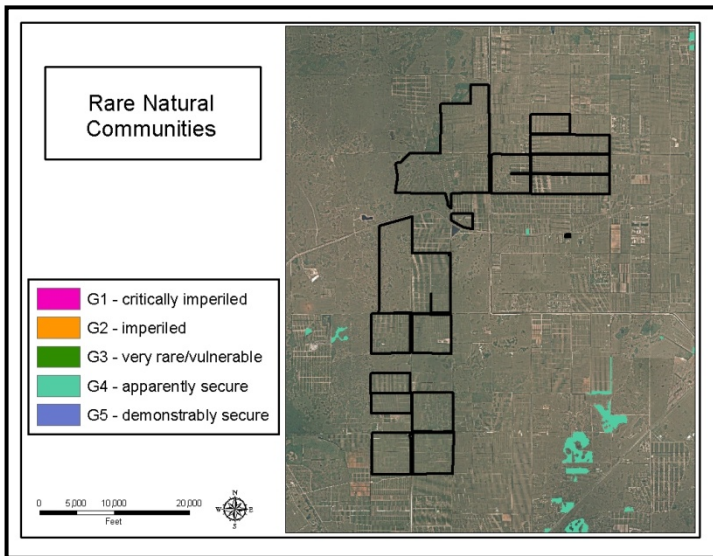 Rare Natural
Communities
G1 - critically imperiled
G2 - imperiled
G3 - very rare/vulnerable
G4 - apparently secure
G5 - demonstrably secure
0 5,000 10,000 20,000
Feet
N
W E
S